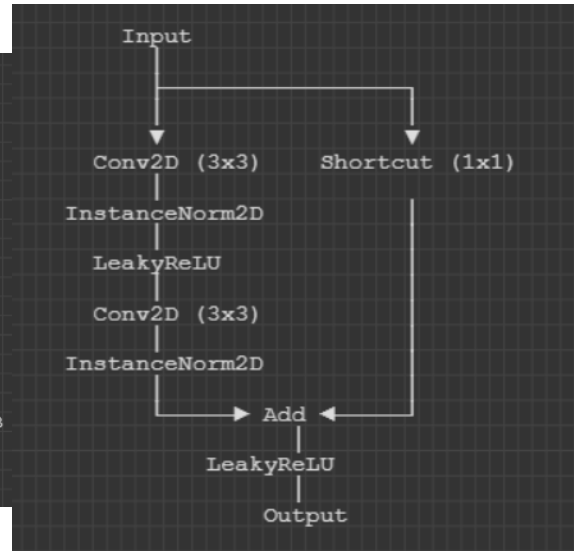 Input
Conv2D (3x3) Shortcut (1x1)
InstanceNorm2D
LeakyReLU
Conv2D (3x3)
InstanceNorm2D
Add
LeakyReLU
Output